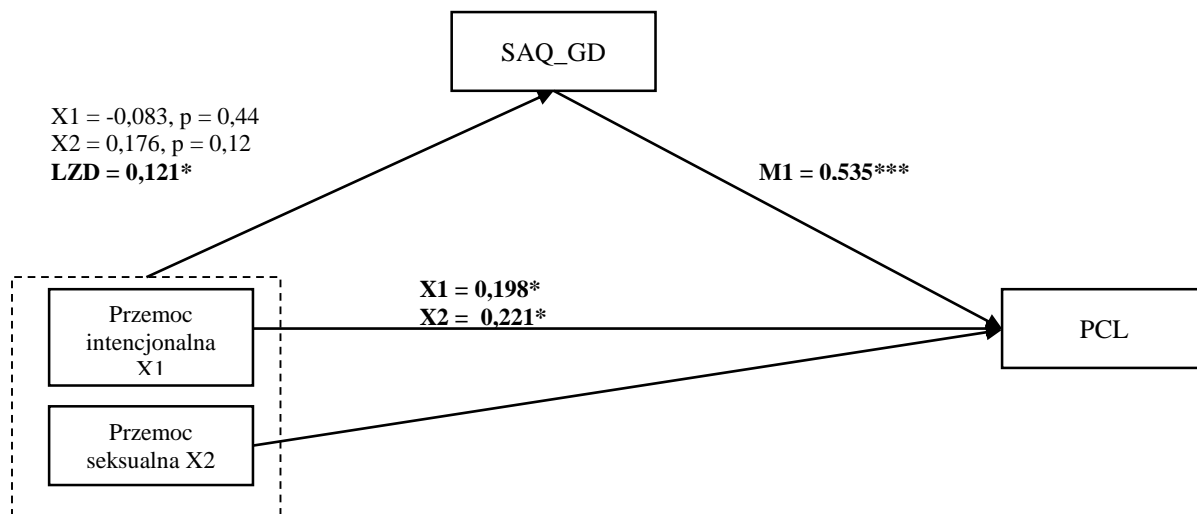 SAQ_GD
X1 = -0,083, p = 0,44
X2 = 0,176, p = 0,12
LZD = 0,121*
M1 = 0,535***
X1 = 0,198*
X2 = 0,221*
Przemoc
intencjonalna
X1
PCL
Przemoc
seksualna X2